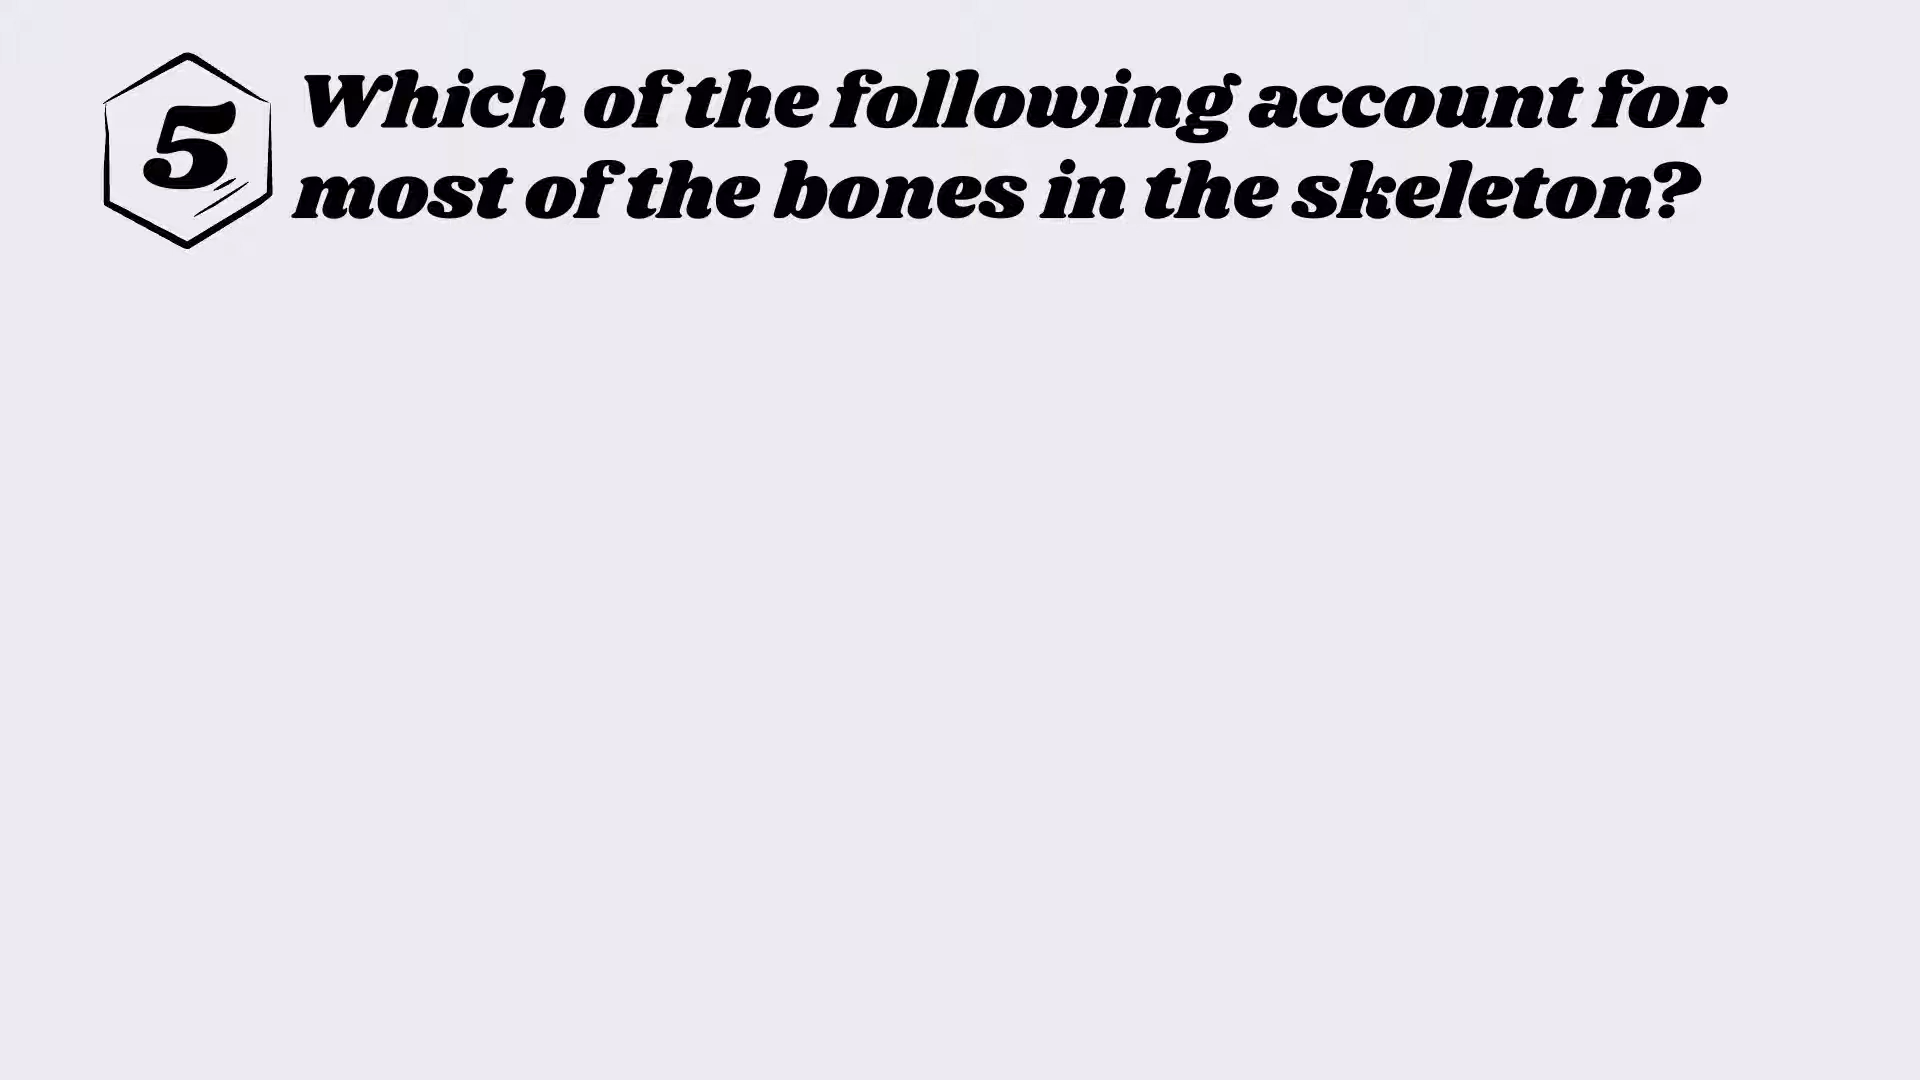 5
Which of the following account for
most of the bones in the skeleton?